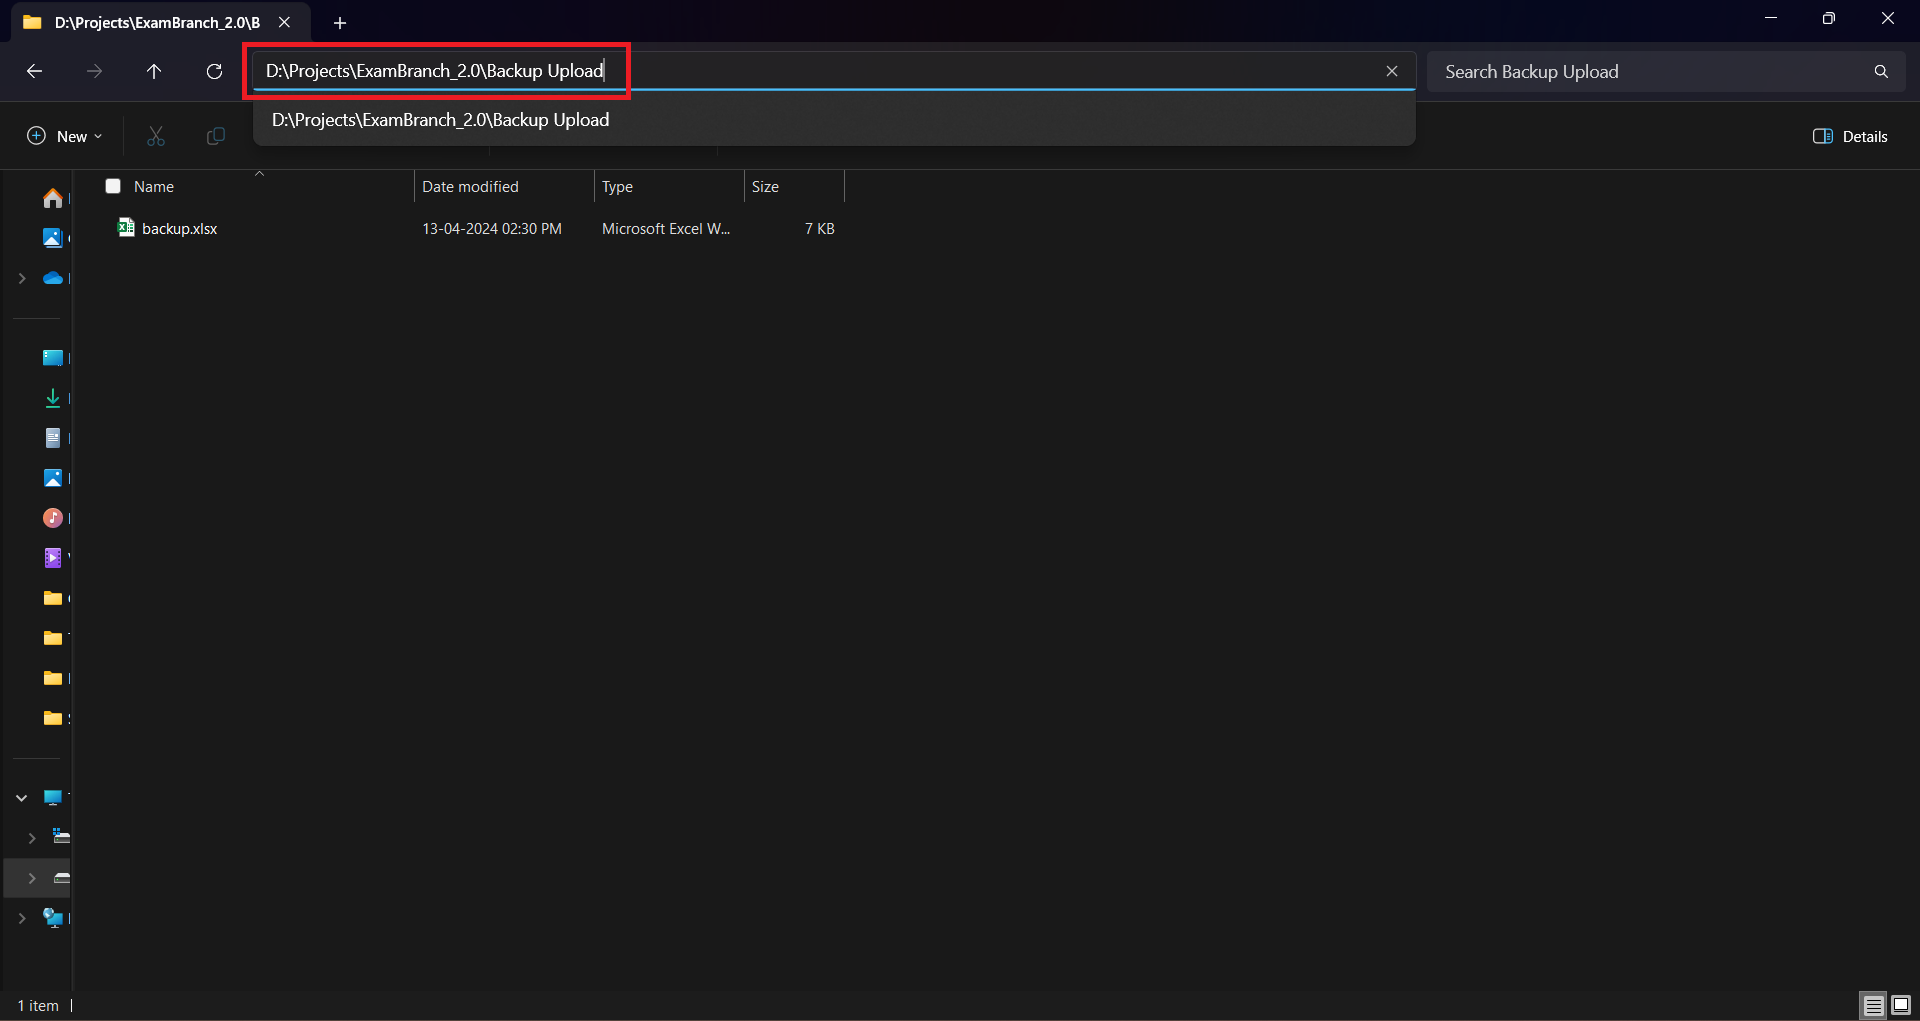 D:\Projects\ExamBranch_2.0\B
D:\Projects\ExamBranch_2.0\Backup Upload
Search Backup Upload
D:\Projects\ExamBranch_2.0\Backup Upload
New
Details
Name Date modified Type Size
backup.xlsx 13-04-2024 02:30 PM Microsoft Excel W... 7 KB
1 item